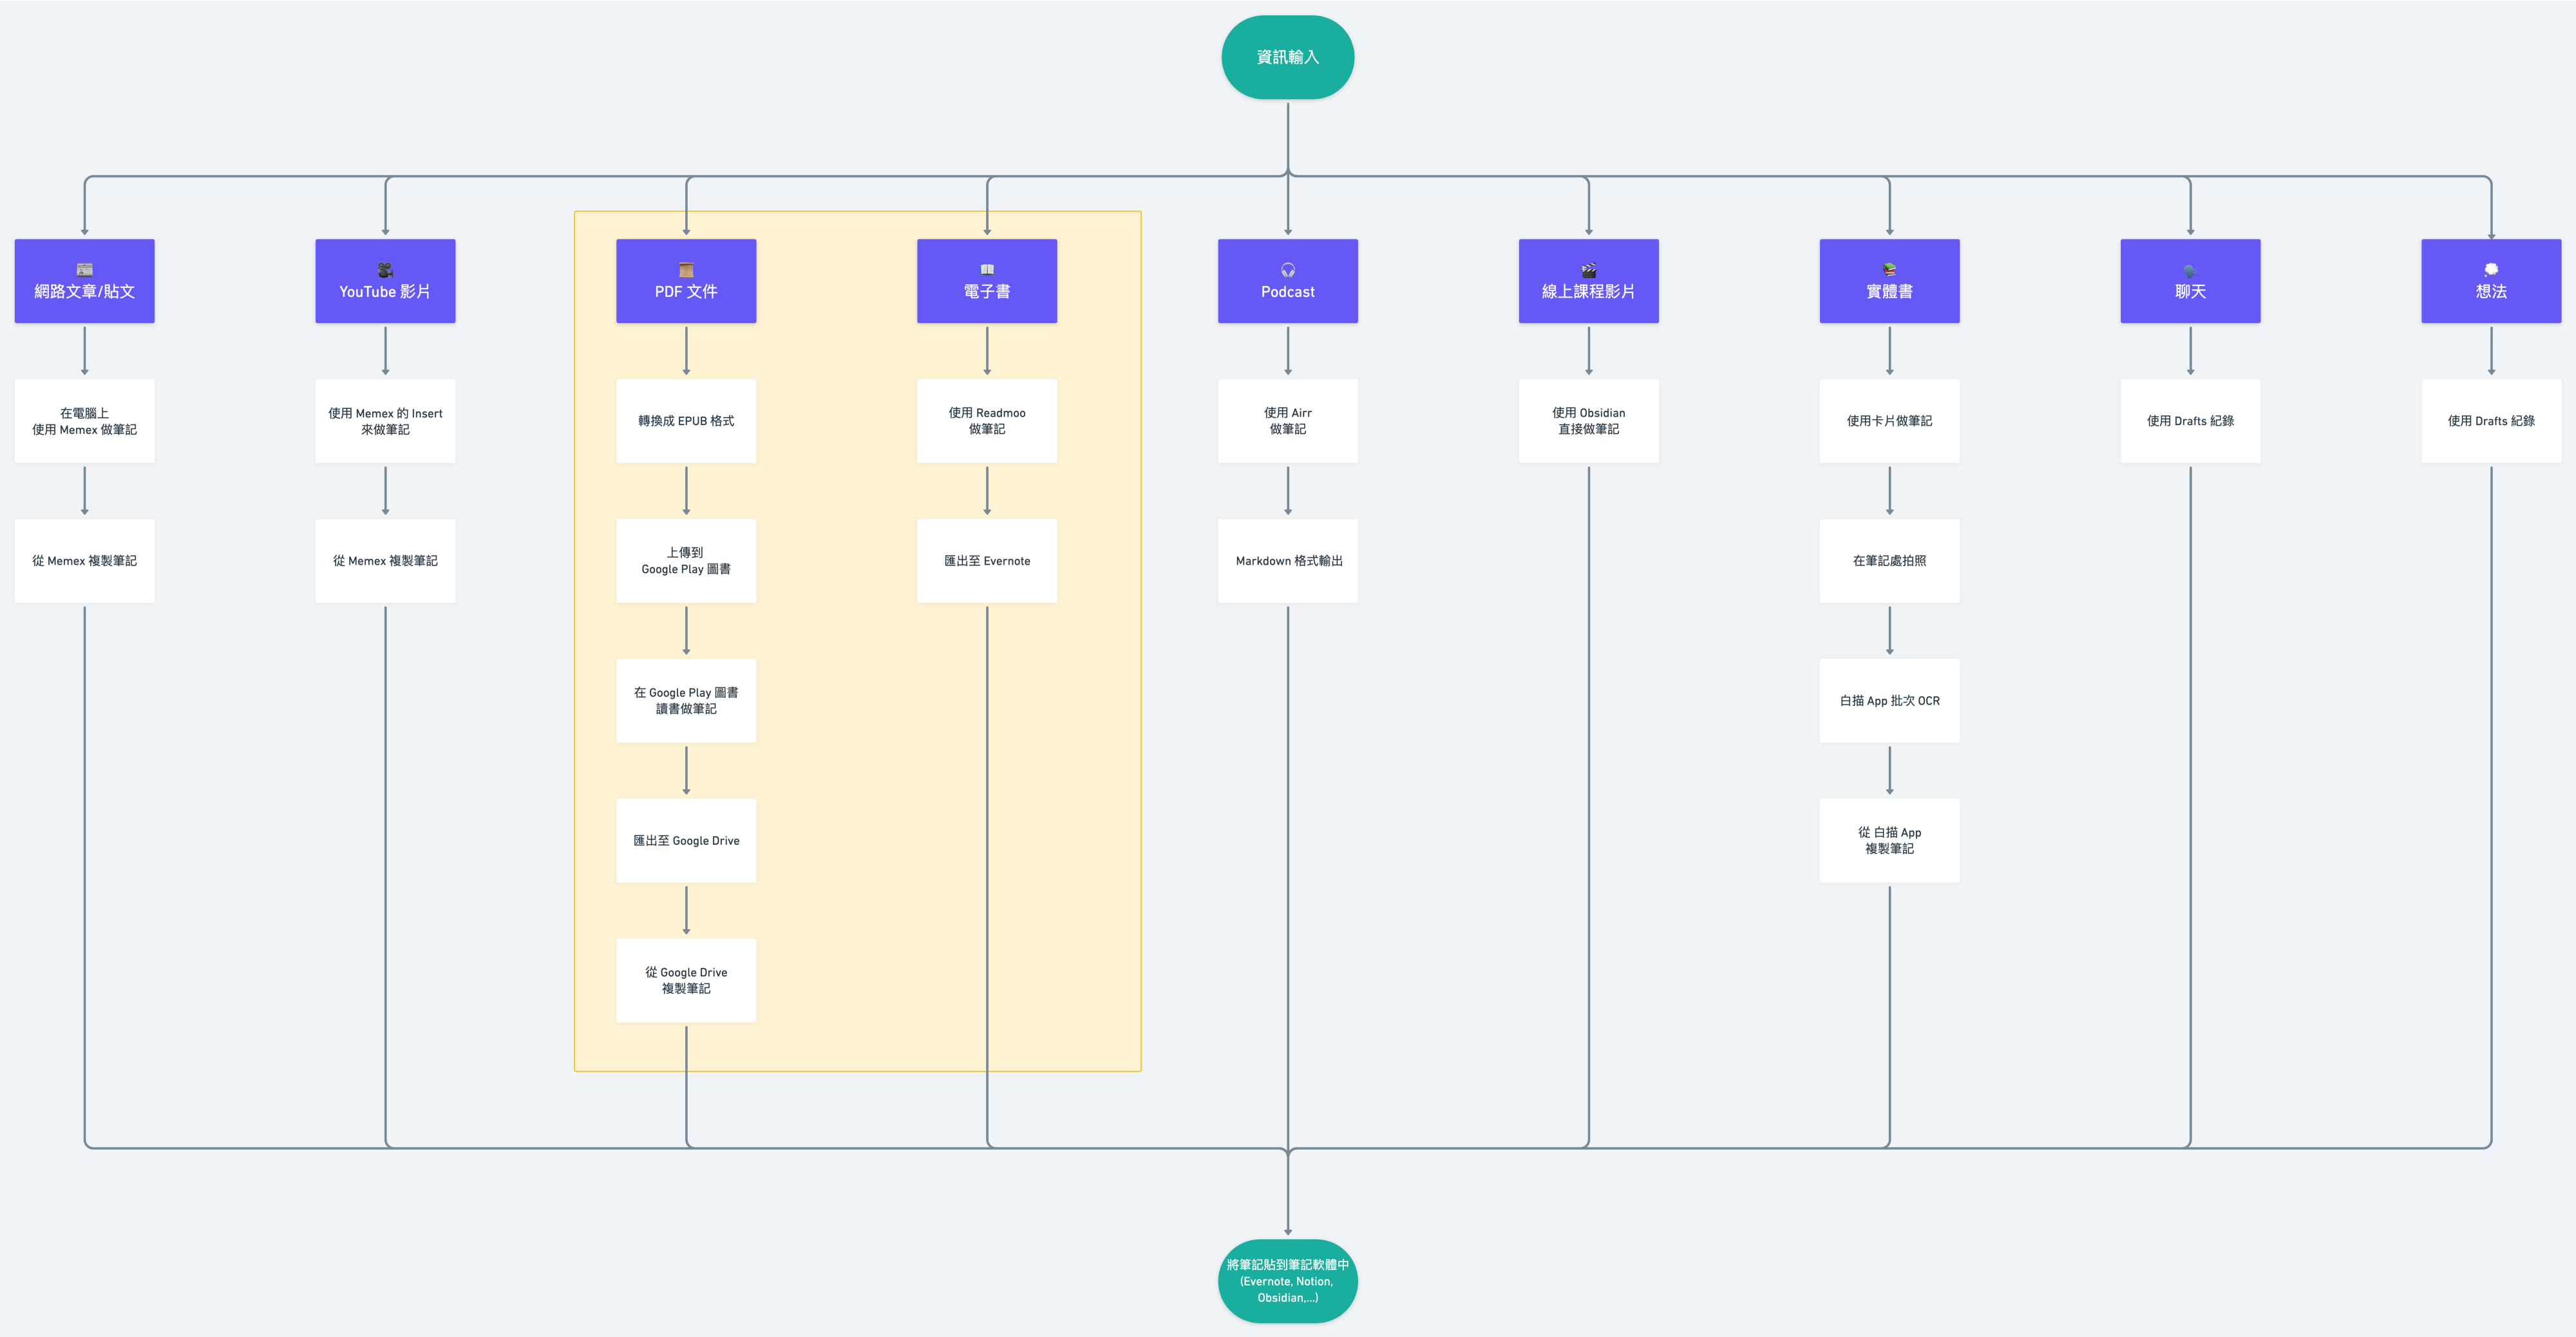 資訊輸入
網路文章/貼文
YouTube 影片
PDF 文件
電子書
Podcast
線上課程影片
實體書
聊天
想法
在電腦上
使用 Memex 做筆記
使用 Memex 的 Insert
來做筆記
轉換成 EPUB 格式
使用 Readmoo
做筆記
使用 Airr
做筆記
使用 Obsidian
直接做筆記
使用卡片做筆記
使用 Drafts 紀錄
使用 Drafts 紀錄
從 Memex 複製筆記
從 Memex 複製筆記
上傳到
Google Play 圖書
匯出至 Evernote
Markdown 格式輸出
在筆記處拍照
在 Google Play 圖書
讀書做筆記
白描 App 批次 OCR
匯出至 Google Drive
從 白描 App
複製筆記
從 Google Drive
複製筆記
將筆記貼到筆記軟體中
(Evernote, Notion,
Obsidian,...)